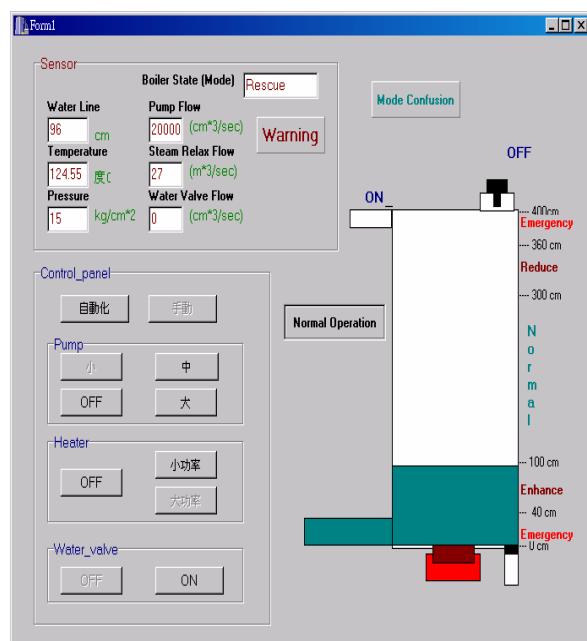 Form1
Sensor
Boiler State (Mode) Rescue
Water Line Pump Flow
96 cm 20000 (cm*3/sec)
Warning
Temperature Steam Relax Flow
124.55 度C 27 (m*3/sec)
Pressure Water Valve Flow
15 kg/cm*2 0 (cm*3/sec)
Mode Confusion
OFF
ON
400cm
Emergency
360 cm
Reduce
300 cm
Normal
100 cm
Enhance
40 cm
Emergency
0 cm
Normal Operation
Control_panel
自動化 手動
Pump
小 中
OFF 大
Heater
OFF 小功率
大功率
Water_valve
OFF ON